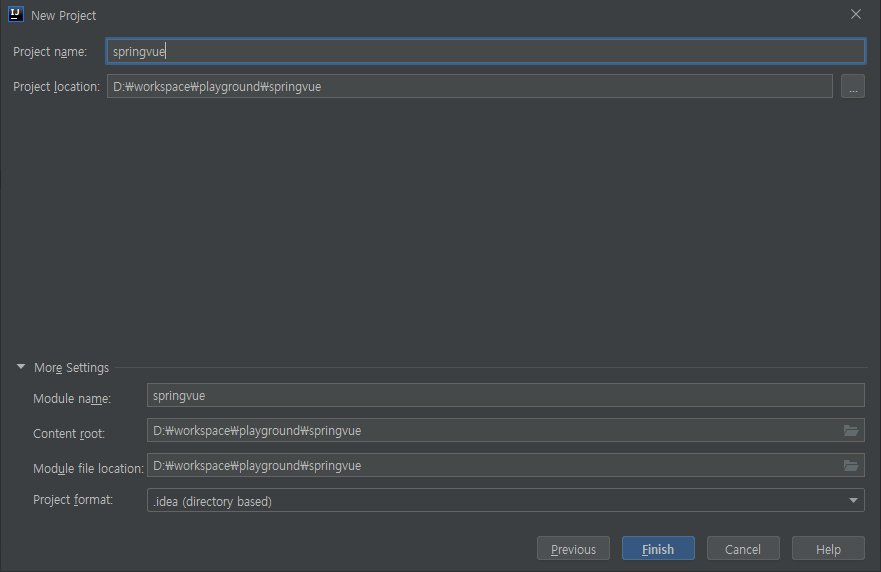 IJ New Project
Project name: springvue
Project location: D:₩workspace₩playground₩springvue ...
More Settings
Module name: springvue
Content root: D:₩workspace₩playground₩springvue
Module file location: D:₩workspace₩playground₩springvue
Project format: .idea (directory based)
Previous Finish Cancel Help